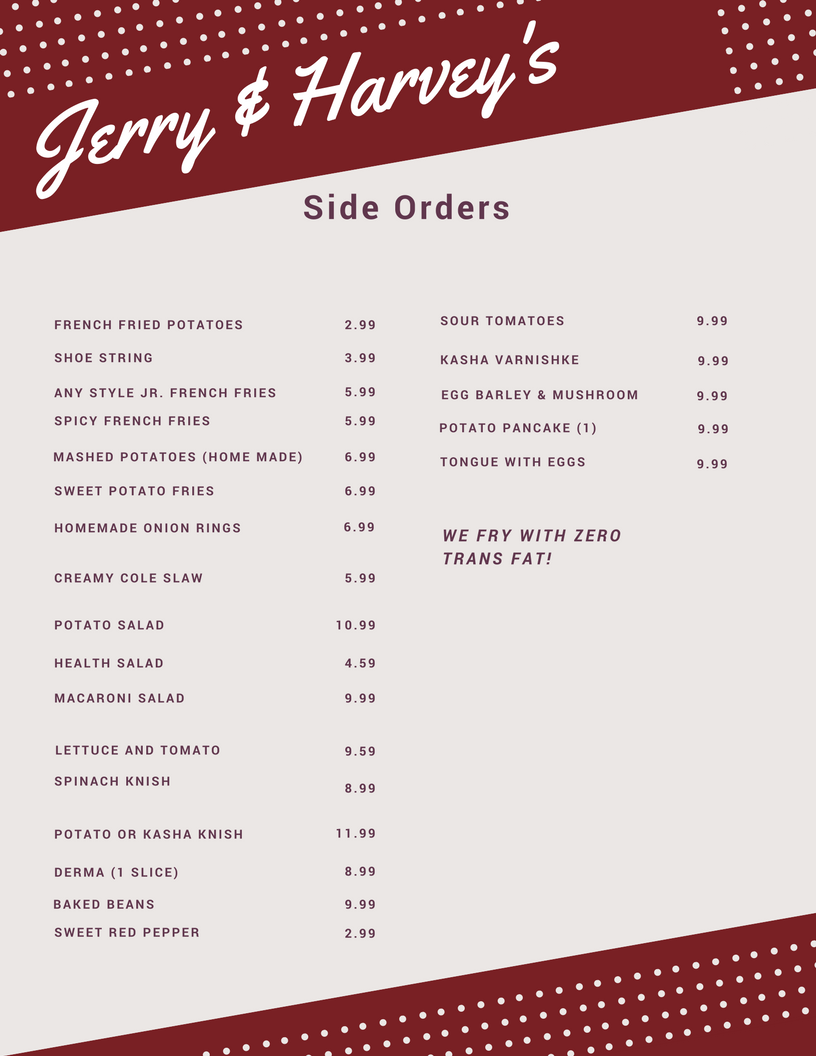 Jerry & Harvey's
Side Orders
FRENCH FRIED POTATOES 2.99
SHOE STRING 3.99
ANY STYLE JR. FRENCH FRIES 5.99
SPICY FRENCH FRIES 5.99
MASHED POTATOES (HOME MADE) 6.99
SWEET POTATO FRIES 6.99
HOMEMADE ONION RINGS 6.99
CREAMY COLE SLAW 5.99
POTATO SALAD 10.99
HEALTH SALAD 4.59
MACARONI SALAD 9.99
LETTUCE AND TOMATO 9.59
SPINACH KNISH 8.99
POTATO OR KASHA KNISH 11.99
DERMA (1 SLICE) 8.99
BAKED BEANS 9.99
SWEET RED PEPPER 2.99
SOUR TOMATOES 9.99
KASHA VARNISHKE 9.99
EGG BARLEY & MUSHROOM 9.99
POTATO PANCAKE (1) 9.99
TONGUE WITH EGGS 9.99
WE FRY WITH ZERO
TRANS FAT!